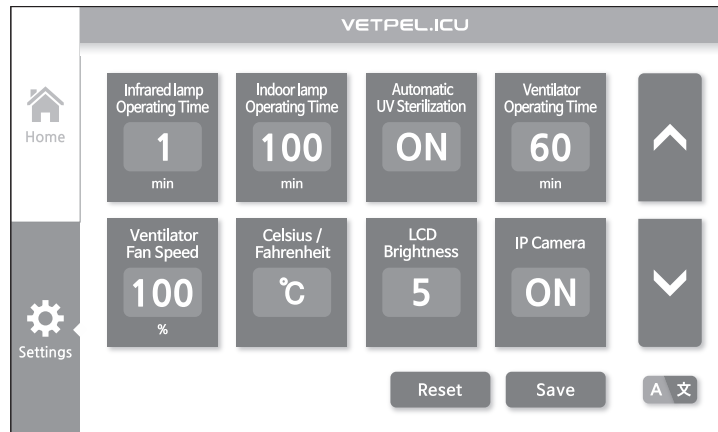 VETPEL.ICU
Home
Infrared lamp
Operating Time
1
min
Indoor lamp
Operating Time
100
min
Automatic
UV Sterilization
ON
Ventilator
Operating Time
60
min
Settings
Ventilator
Fan Speed
100
%
Celsius /
Fahrenheit
℃
LCD
Brightness
5
IP Camera
ON
Reset
Save
A 文